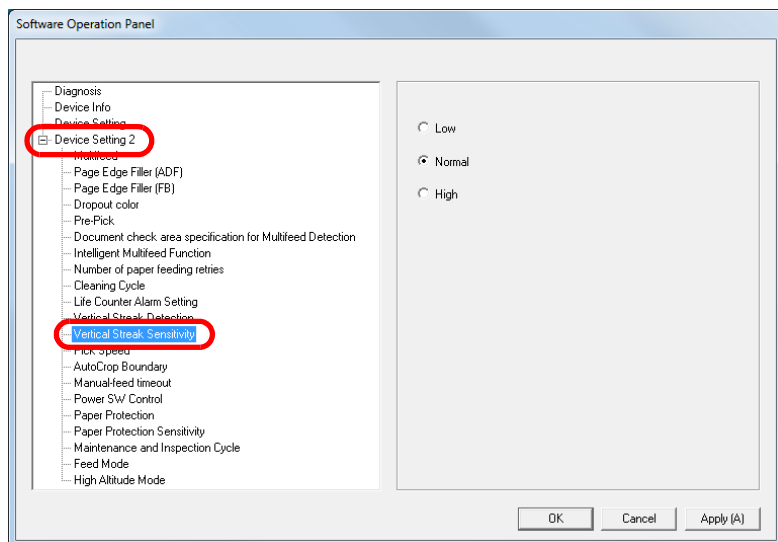 Software Operation Panel
Diagnosis
Device Info
Device Setting
Device Setting 2
Multifeed
Page Edge Filler (ADF)
Page Edge Filler (FB)
Dropout color
Pre-Pick
Document check area specification for Multifeed Detection
Intelligent Multifeed Function
Number of paper feeding retries
Cleaning Cycle
Life Counter Alarm Setting
Vertical Streak Detection
Vertical Streak Sensitivity
Pick Speed
AutoCrop Boundary
Manual-feed timeout
Power SW Control
Paper Protection
Paper Protection Sensitivity
Maintenance and Inspection Cycle
Feed Mode
High Altitude Mode
Low
Normal
High
OK Cancel Apply (A)